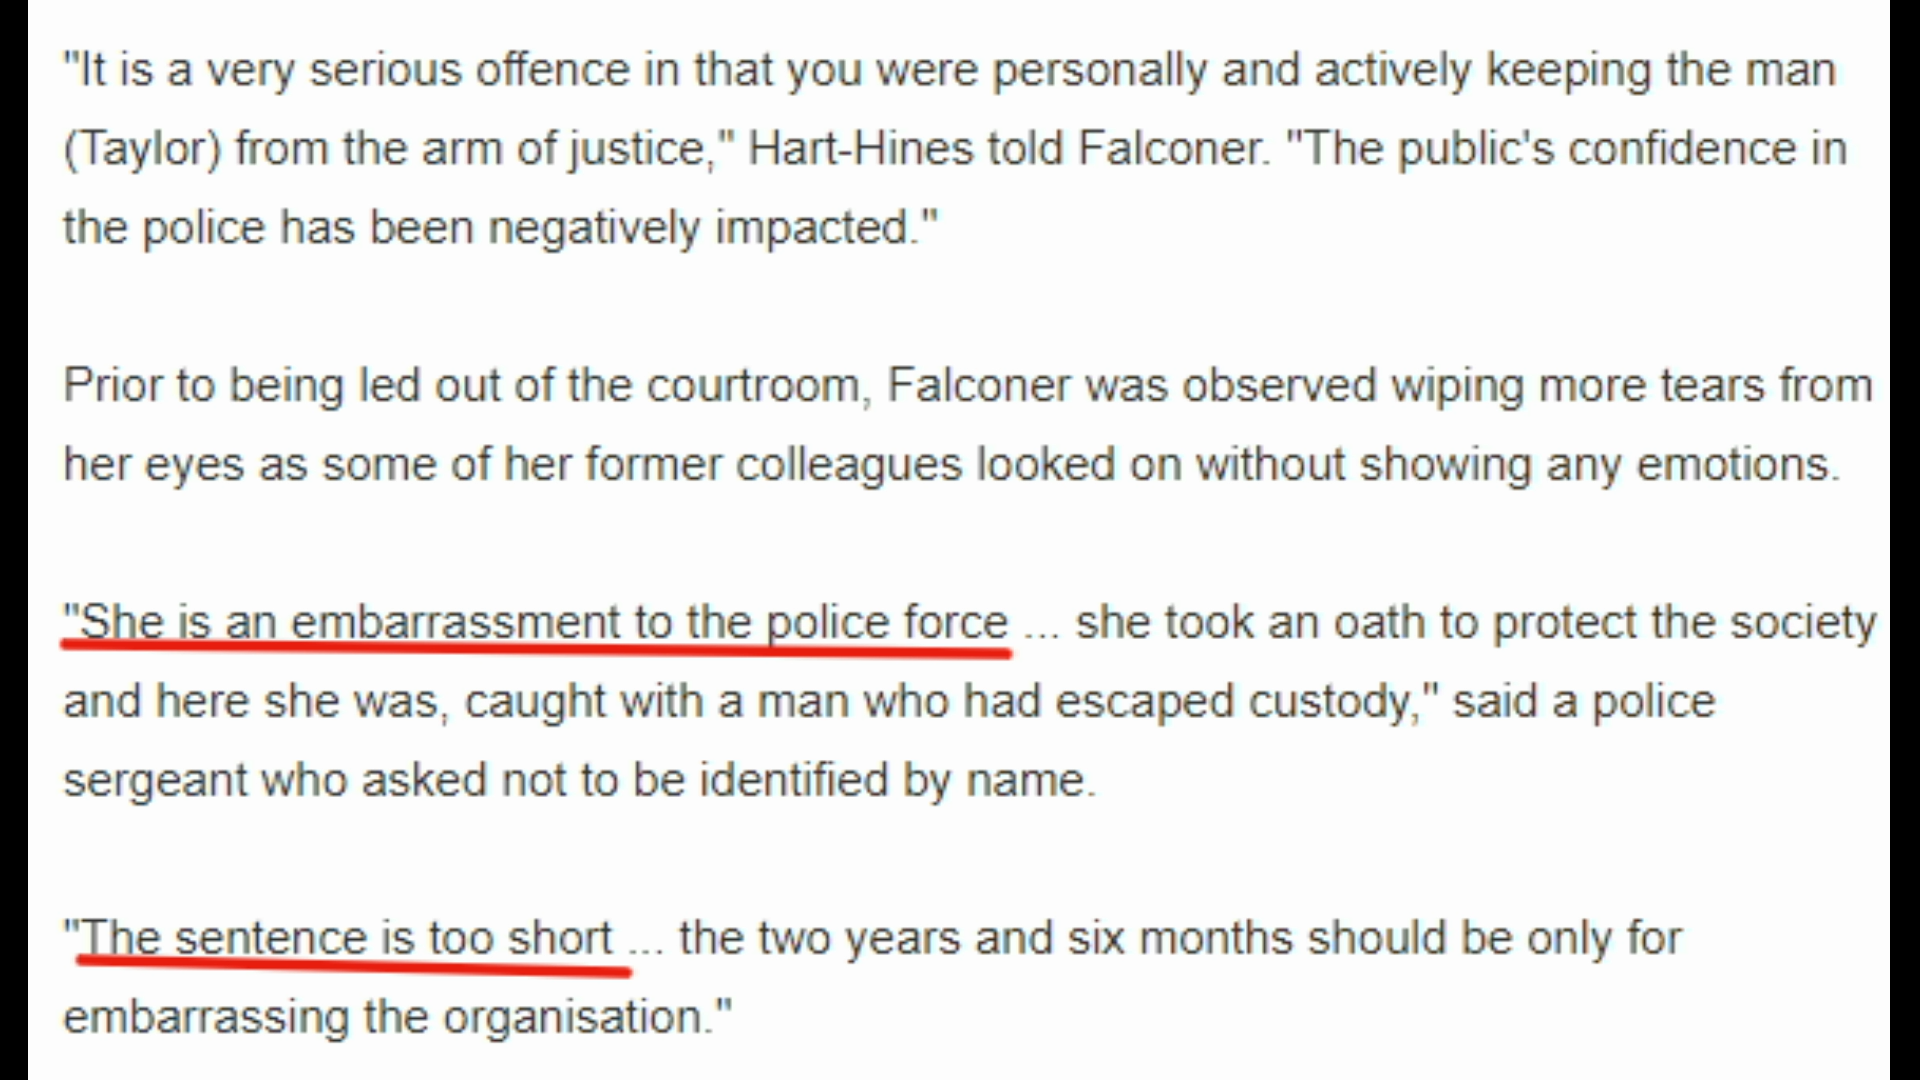 "It is a very serious offence in that you were personally and actively keeping the man
(Taylor) from the arm of justice," Hart-Hines told Falconer. "The public's confidence in
the police has been negatively impacted."
Prior to being led out of the courtroom, Falconer was observed wiping more tears from
her eyes as some of her former colleagues looked on without showing any emotions.
"She is an embarrassment to the police force ... she took an oath to protect the society
and here she was, caught with a man who had escaped custody," said a police
sergeant who asked not to be identified by name.
"The sentence is too short ... the two years and six months should be only for
embarrassing the organisation."